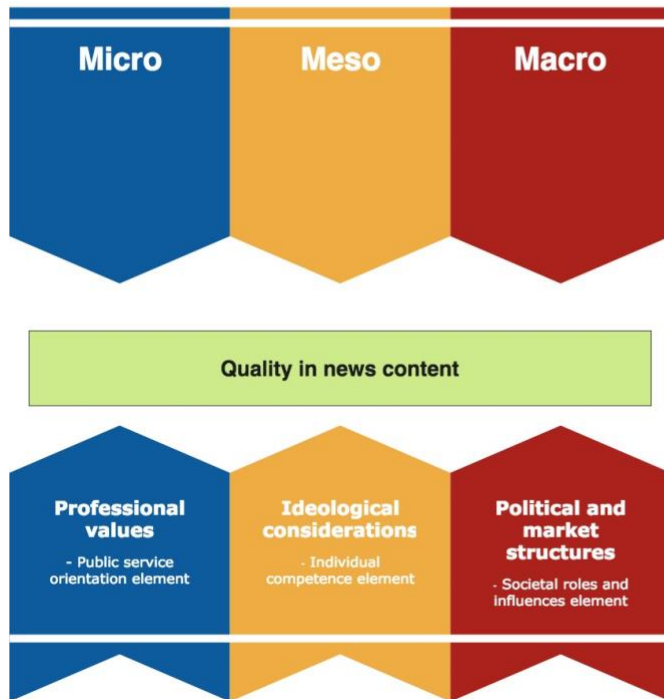 Micro
Meso
Macro
Quality in news content
Professional
values
- Public service
orientation element
Ideological
considerations
- Individual
competence element
Political and
market
structures
- Societal roles and
influences element